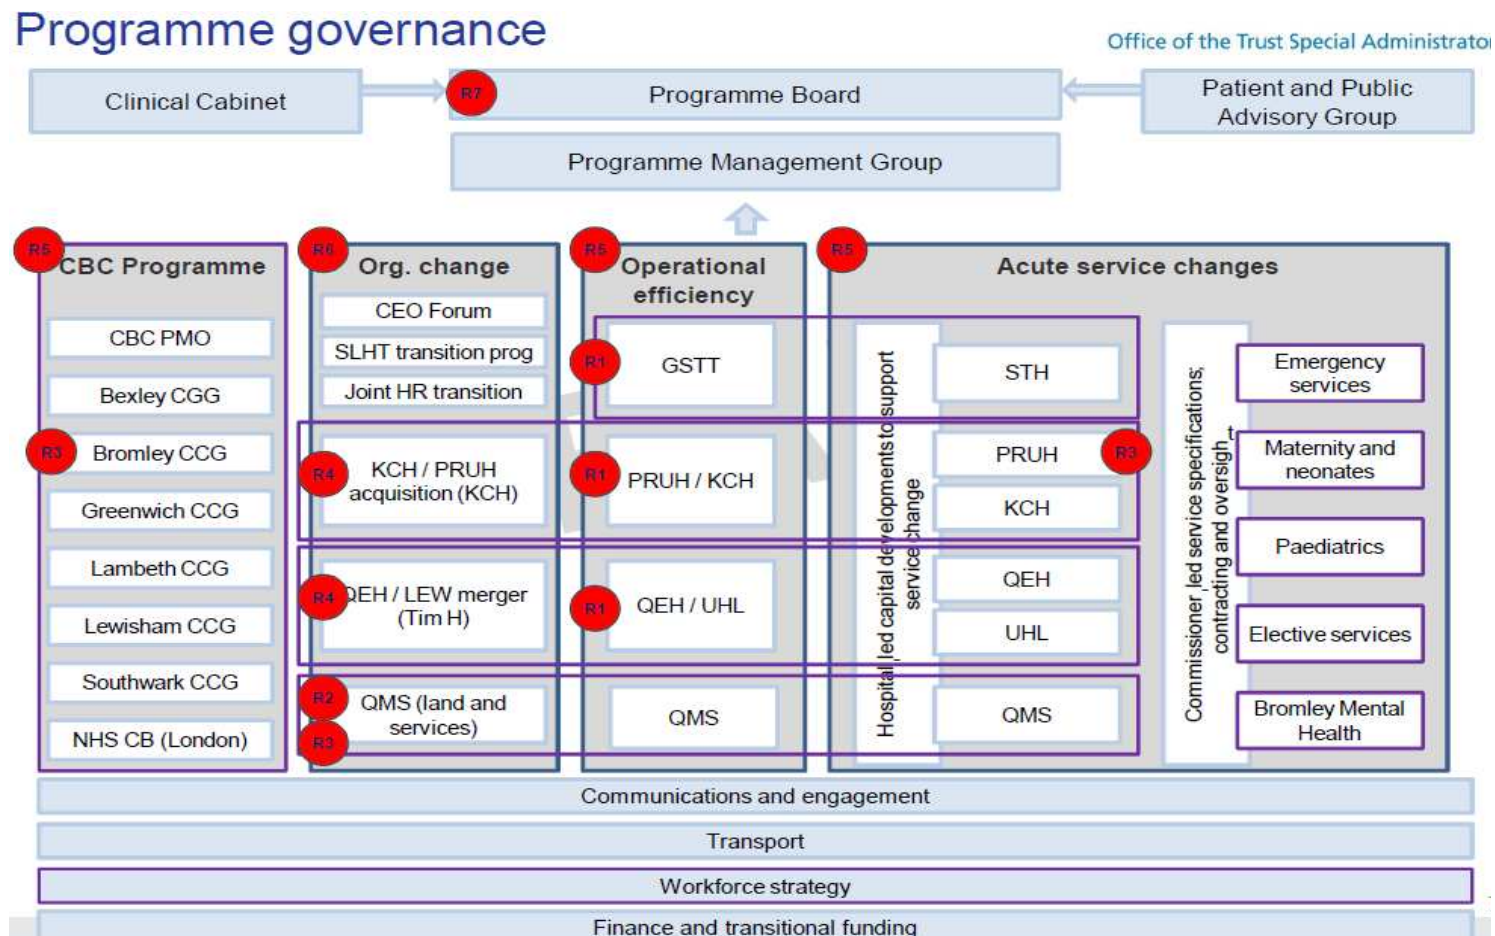 Programme governance
Office of the Trust Special Administrator
Clinical Cabinet
R7
Programme Board
Patient and Public
Advisory Group
Programme Management Group
R5
CBC Programme
CBC PMO
Bexley CGG
R3
Bromley CCG
Greenwich CCG
Lambeth CCG
Lewisham CCG
Southwark CCG
NHS CB (London)
R6
Org. change
CEO Forum
SLHT transition prog
Joint HR transition
R4
KCH / PRUH
acquisition (KCH)
R4
QEH / LEW merger
(Tim H)
R2
QMS (land and
services)
R3
R5
Operational
efficiency
R1
GSTT
R1
PRUH / KCH
R1
QEH / UHL
QMS
R5
Acute service changes
Hospital led capital developments to support
service change
STH
PRUH
R3
KCH
QEH
UHL
QMS
Commissioner led service specifications;
contracting and oversight
Emergency
services
Maternity and
neonates
Paediatrics
Elective services
Bromley Mental
Health
Communications and engagement
Transport
Workforce strategy
Finance and transitional funding